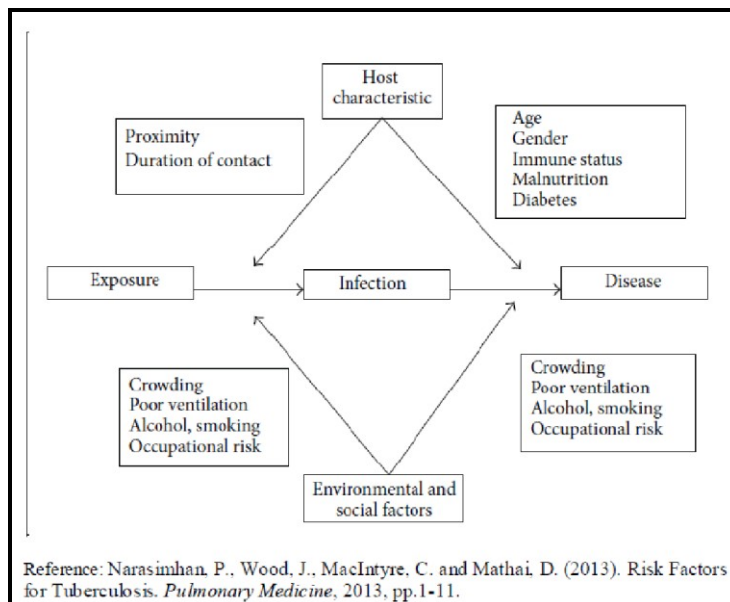 Host
characteristic
Proximity
Duration of contact
Age
Gender
Immune status
Malnutrition
Diabetes
Exposure
Infection
Disease
Crowding
Poor ventilation
Alcohol, smoking
Occupational risk
Crowding
Poor ventilation
Alcohol, smoking
Occupational risk
Environmental and
social factors
Reference: Narasimhan, P., Wood, J., MacIntyre, C. and Mathai, D. (2013). Risk Factors
for Tuberculosis. Pulmonary Medicine, 2013, pp.1-11.